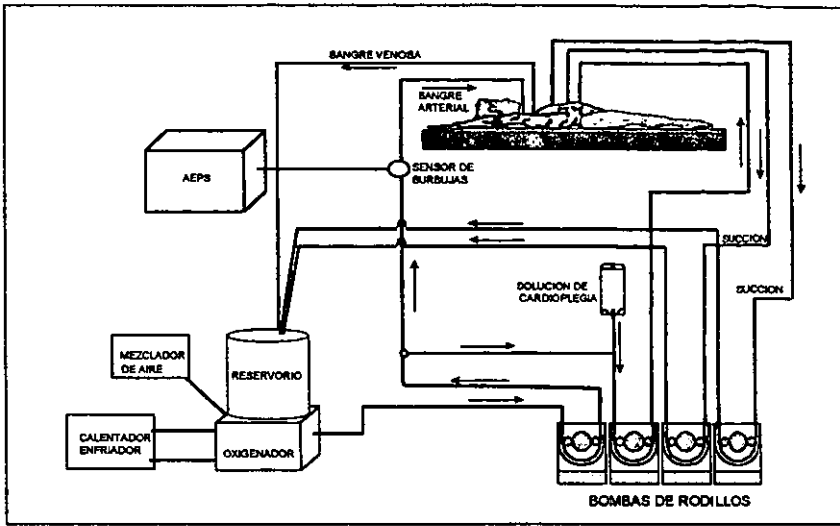 SANGRE VENOSA
SANGRE
ARTERIAL
AEPS
SENSOR DE
BURBUJAS
SUCCION
SOLUCION DE
CARDIOPLEGIA
SUCCION
MEZCLADOR
DE AIRE
RESERVORIO
CALENTADOR
ENFRIADOR
OXIGENADOR
BOMBAS DE RODILLOS